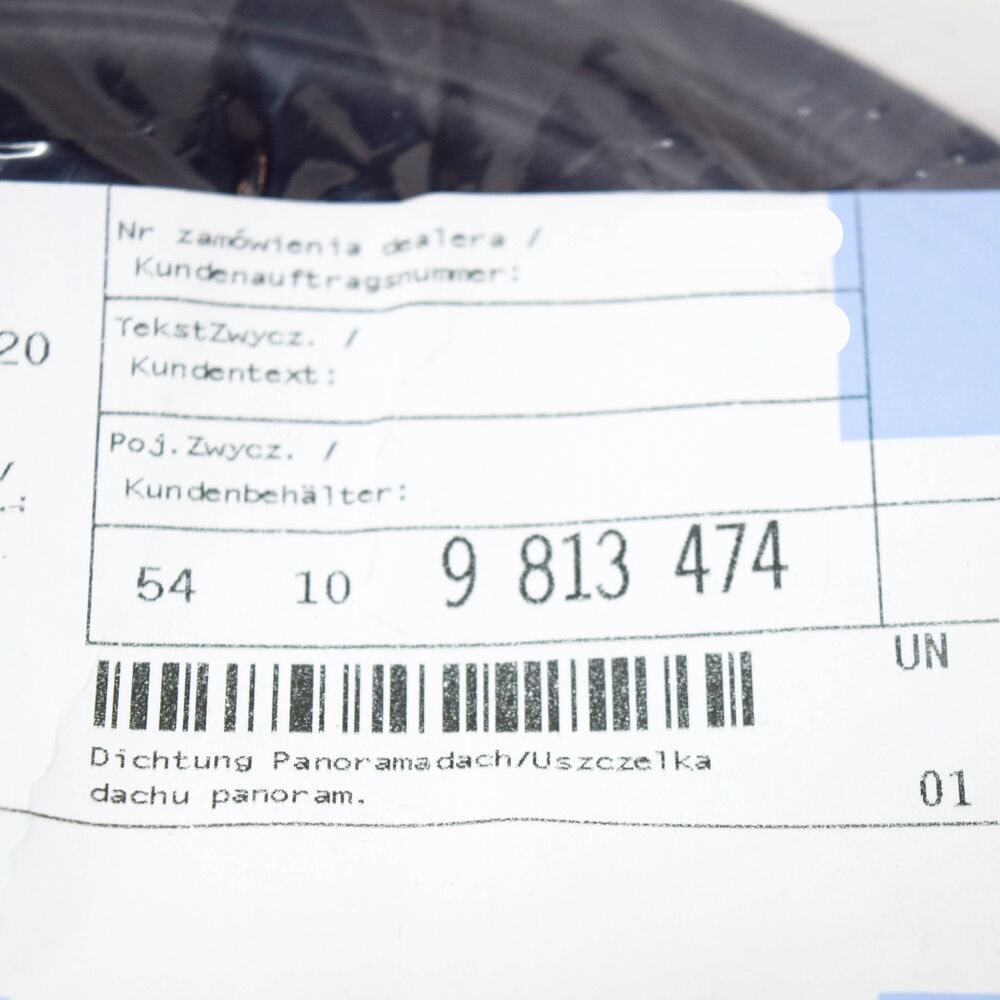 Nr zamówienia dealera /
Kundenauftragsnummer:
20
TekstZwycz. /
Kundentext:
/
Poj.Zwycz. /
.:
Kundenbehälter:
54 10 9 813 474
UN
Dichtung Panoramadach/Uszczelka
dachu panoram.
01